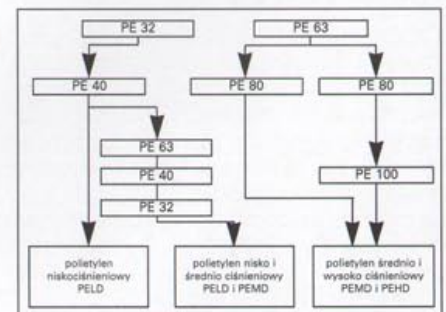 PE 32
PE 63
PE 40
PE 80
PE 80
PE 63
PE 40
PE 32
PE 100
polietylen
niskociśnieniowy
PELD
polietylen nisko i
średnio ciśnieniowy
PELD i PEMD
polietylen średnio i
wysoko ciśnieniowy
PEMD i PEHD